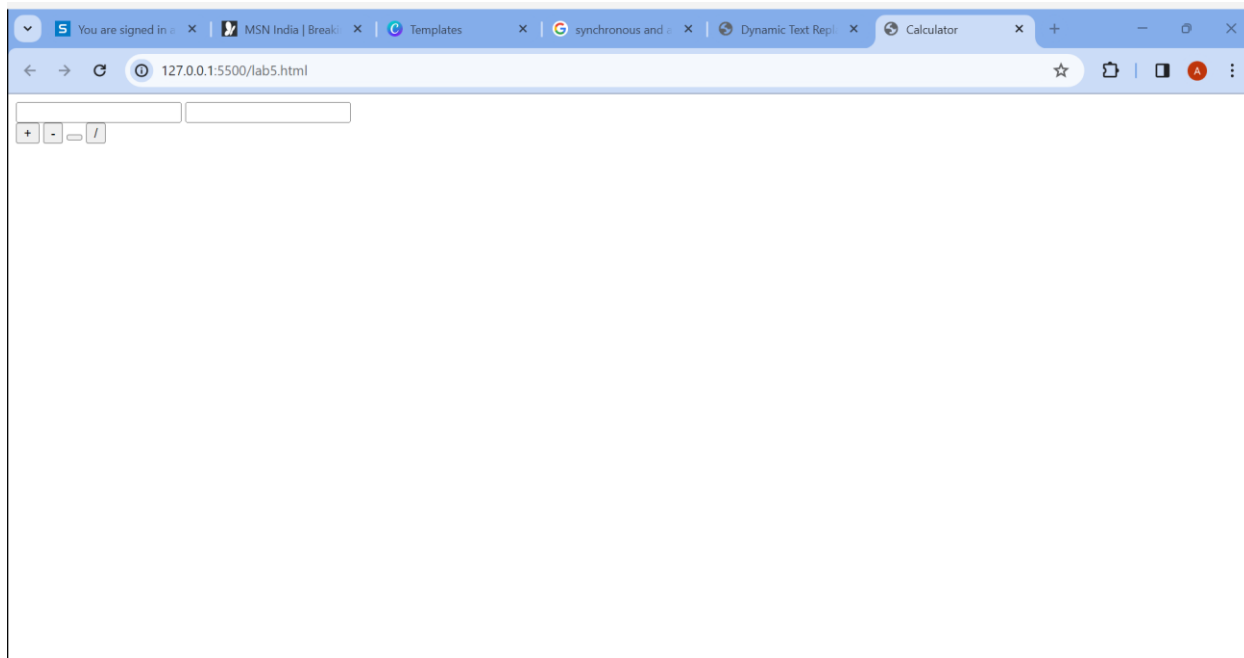 You are signed in a
MSN India | Breaki
Templates
synchronous and a
Dynamic Text Repl
Calculator
127.0.0.1:5500/lab5.html
A
+ - /